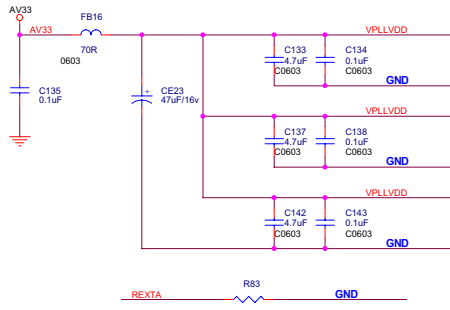 AV33
FB16
AV33
70R
0603
C135
0.1uF
CE23
+
47uF/16v
VPLLVDD
C133
4.7uF
C0603
C134
0.1uF
C0603
GND
VPLLVDD
C137
4.7uF
C0603
C138
0.1uF
C0603
GND
VPLLVDD
C142
4.7uF
C0603
C143
0.1uF
C0603
GND
REXTA
R83
GND